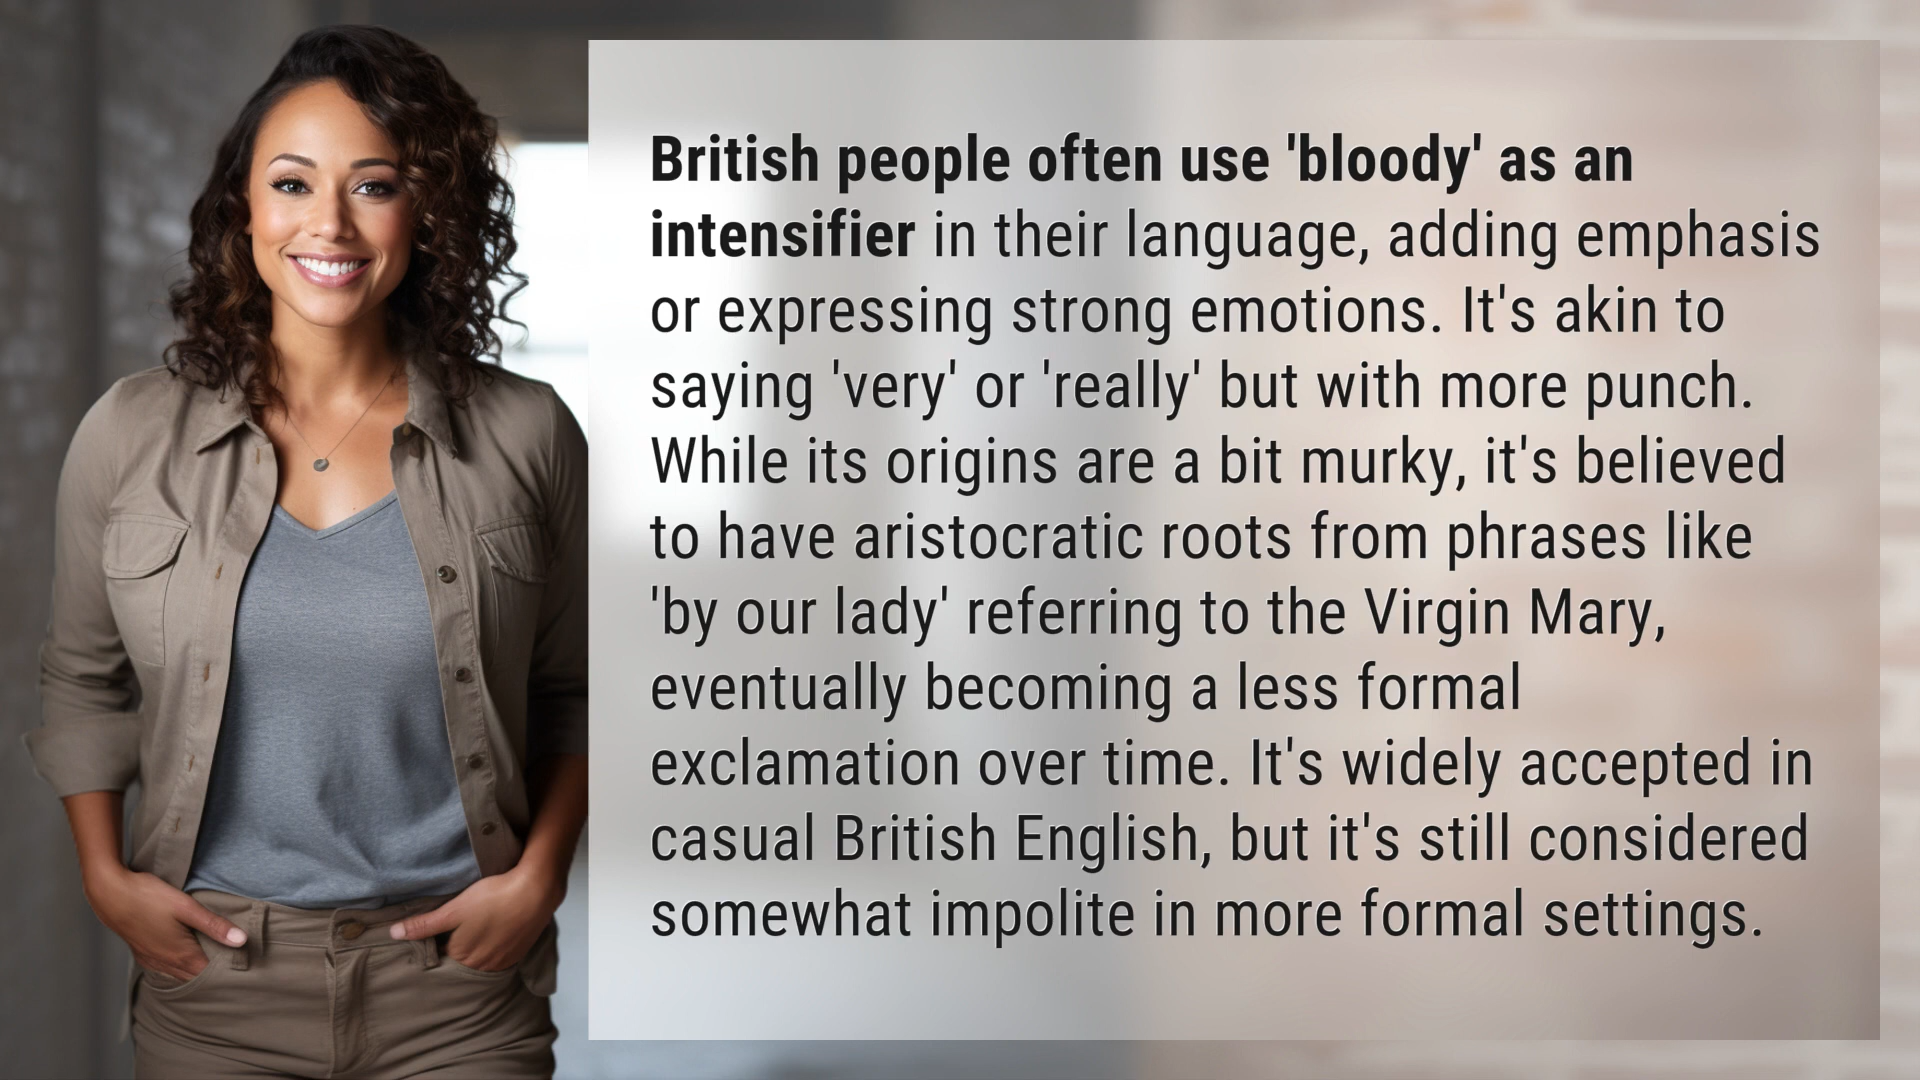 British people often use 'bloody' as an
intensifier in their language, adding emphasis
or expressing strong emotions. It's akin to
saying 'very' or 'really' but with more punch.
While its origins are a bit murky, it's believed
to have aristocratic roots from phrases like
'by our lady' referring to the Virgin Mary,
eventually becoming a less formal
exclamation over time. It's widely accepted in
casual British English, but it's still considered
somewhat impolite in more formal settings.